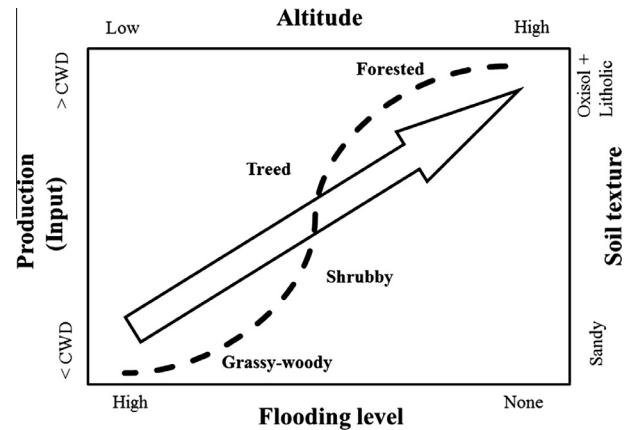 Altitude
Low
High
Forested
> CWD
Oxisol +
Litholic
Treed
Production
(Input)
Soil texture
Shrubby
< CWD
Sandy
Grassy-woody
High
None
Flooding level